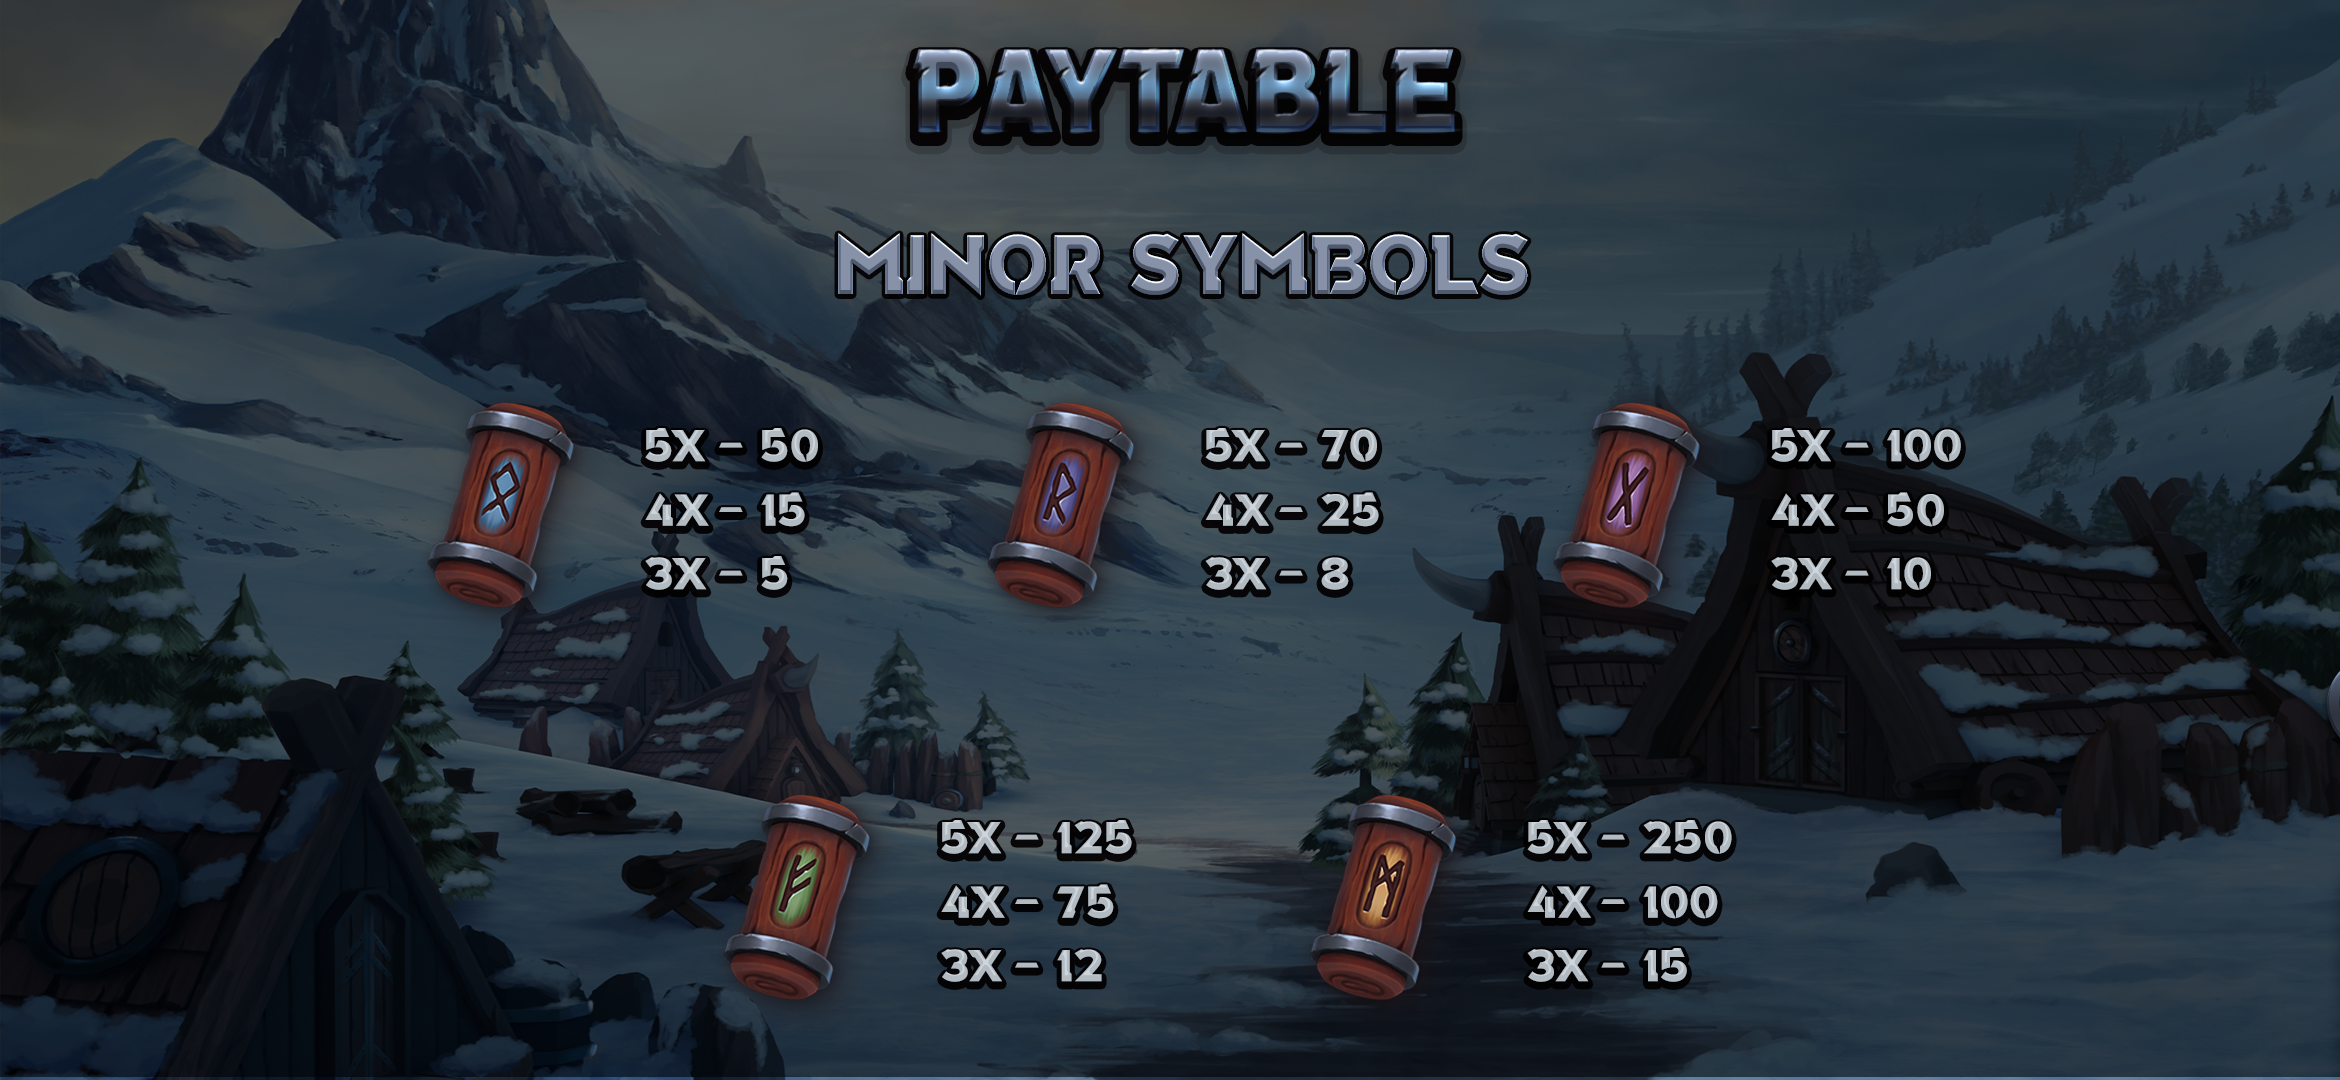 PAYTABLE
MINOR SYMBOLS
ᛟ
5X – 50
4X – 15
3X – 5
ᚱ
5X – 70
4X – 25
3X – 8
ᚷ
5X – 100
4X – 50
3X – 10
ᚠ
5X – 125
4X – 75
3X – 12
ᛗ
5X – 250
4X – 100
3X – 15